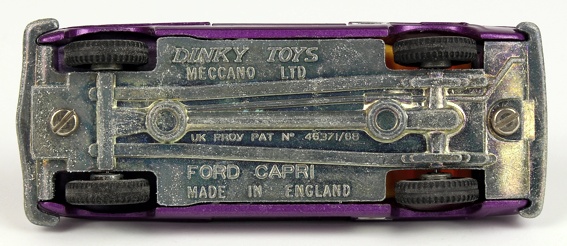 DINKY TOYS
MECCANO LTD
UK PROV PAT Nº 46371/68
FORD CAPRI
MADE IN ENGLAND